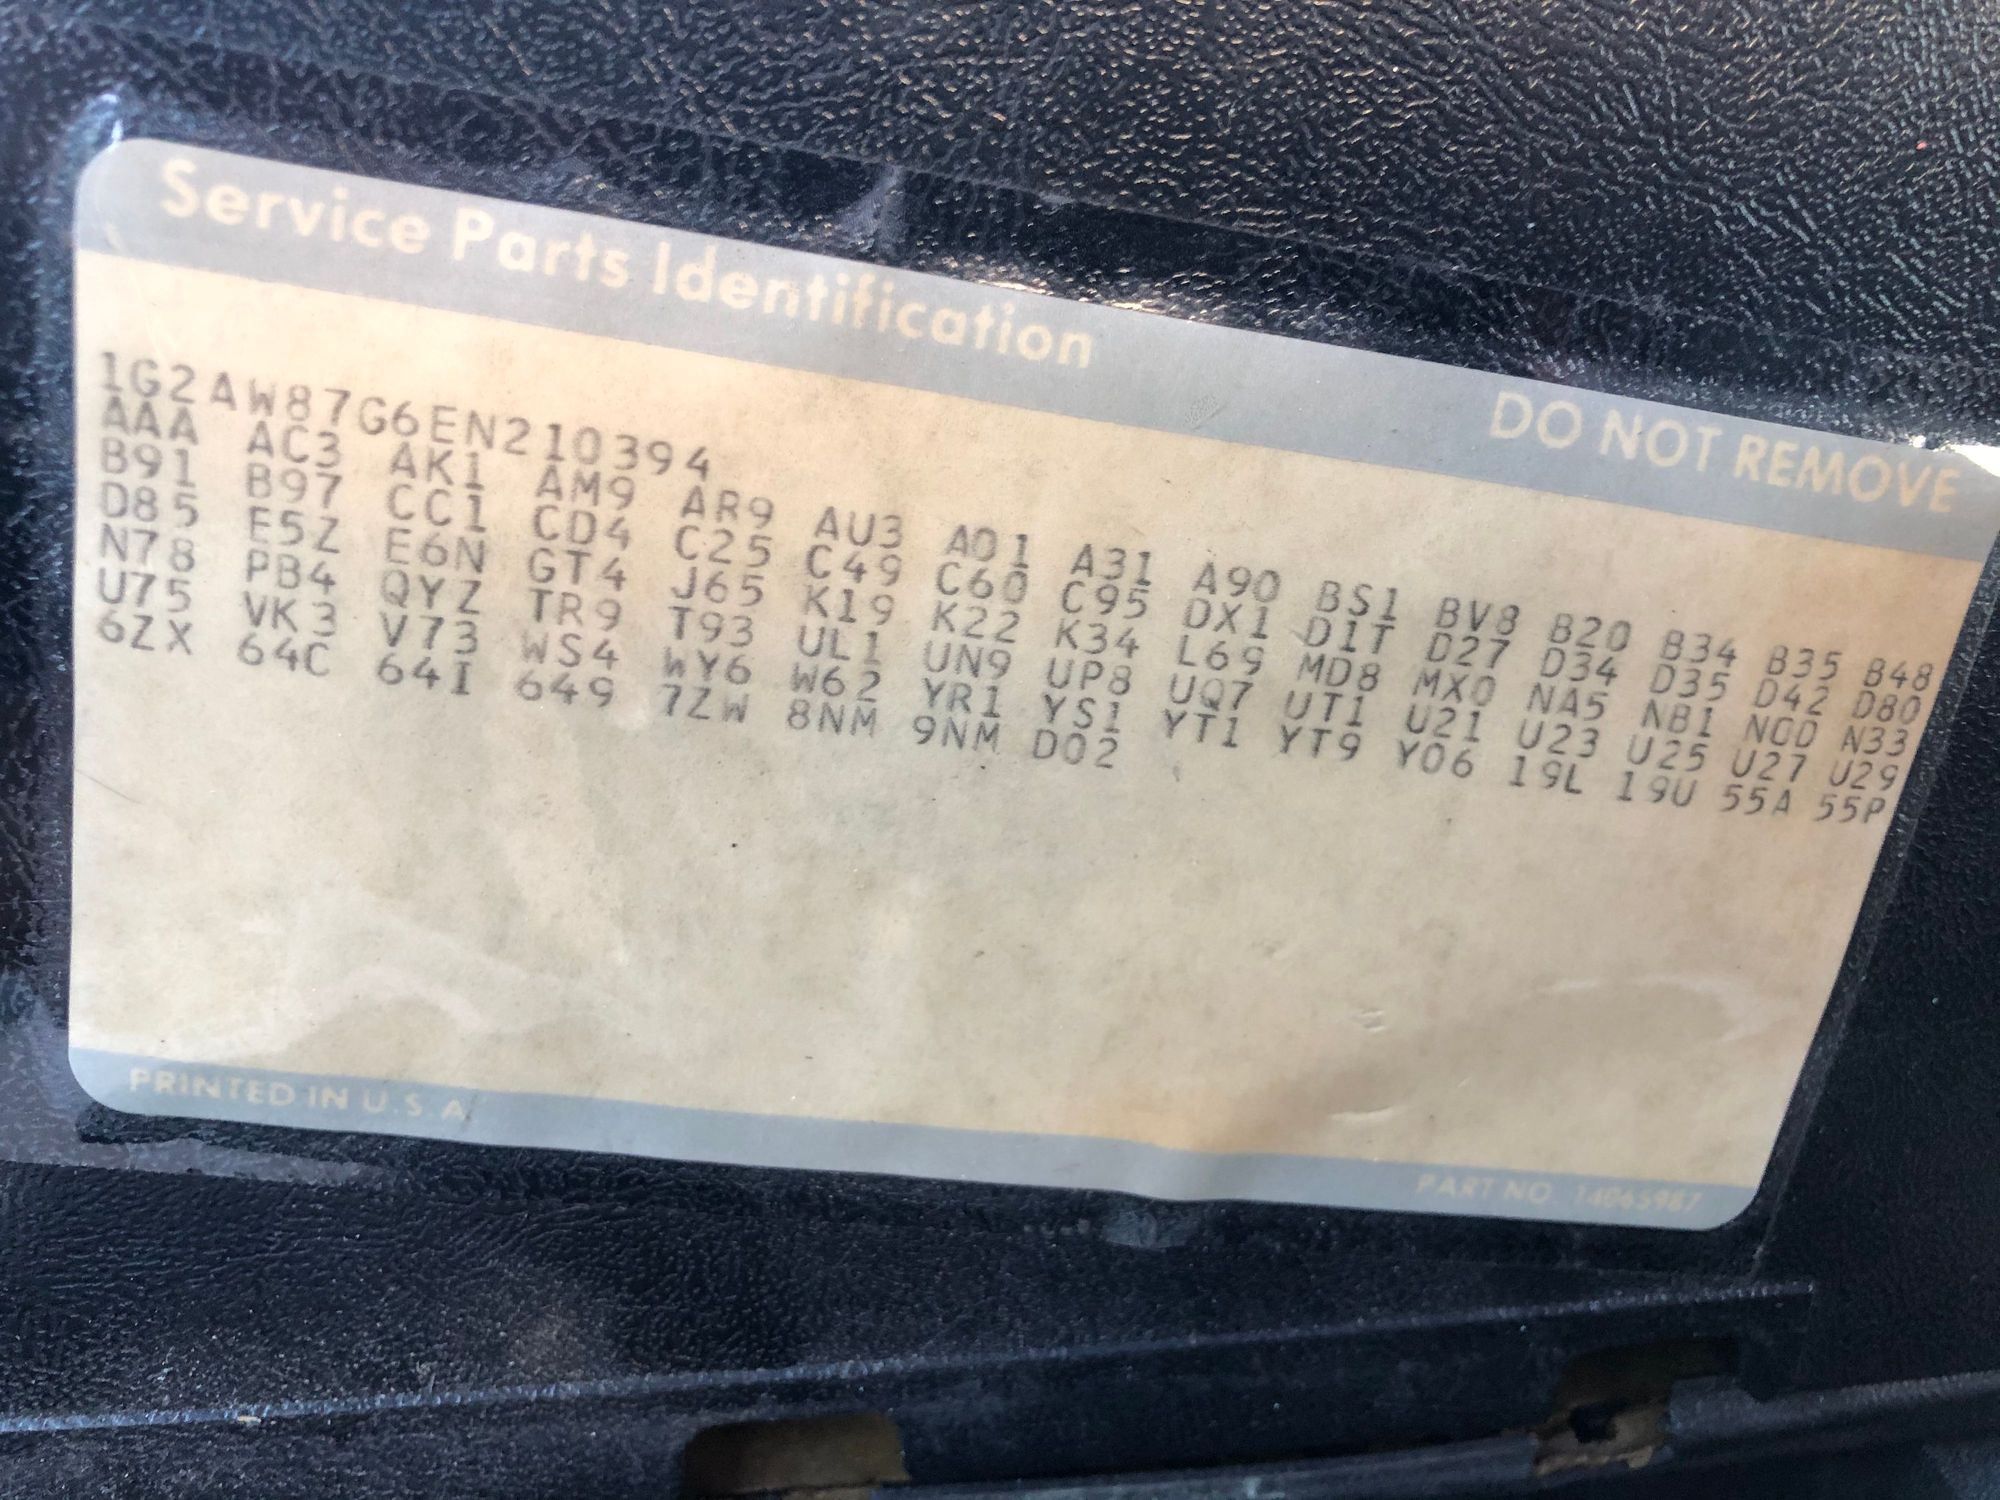 Service Parts Identification DO NOT REMOVE
1G2AW87G6EN210394
AAA AC3 AK1 AM9 AR9 AU3 A01 A31 A90 BS1 BV8 B20 B34 B35 B48
B91 B97 CC1 CD4 C25 C49 C60 C95 DX1 D1T D27 D34 D35 D42 D80
D85 E5Z E6N GT4 J65 K19 K22 K34 L69 MD8 MX0 NA5 NB1 N33
N78 PB4 QYZ TR9 T93 UL1 UN9 UP8 UQ7 UT1 U21 U23 U25 U27 U29
U75 VK3 V73 WS4 WY6 W62 YR1 YS1 YT1 YT9 Y06 19L 19U 55A 55P
6ZX 64C 64I 649 7ZW 8NM 9NM D02
PRINTED IN U.S.A. PART NO. 14045987